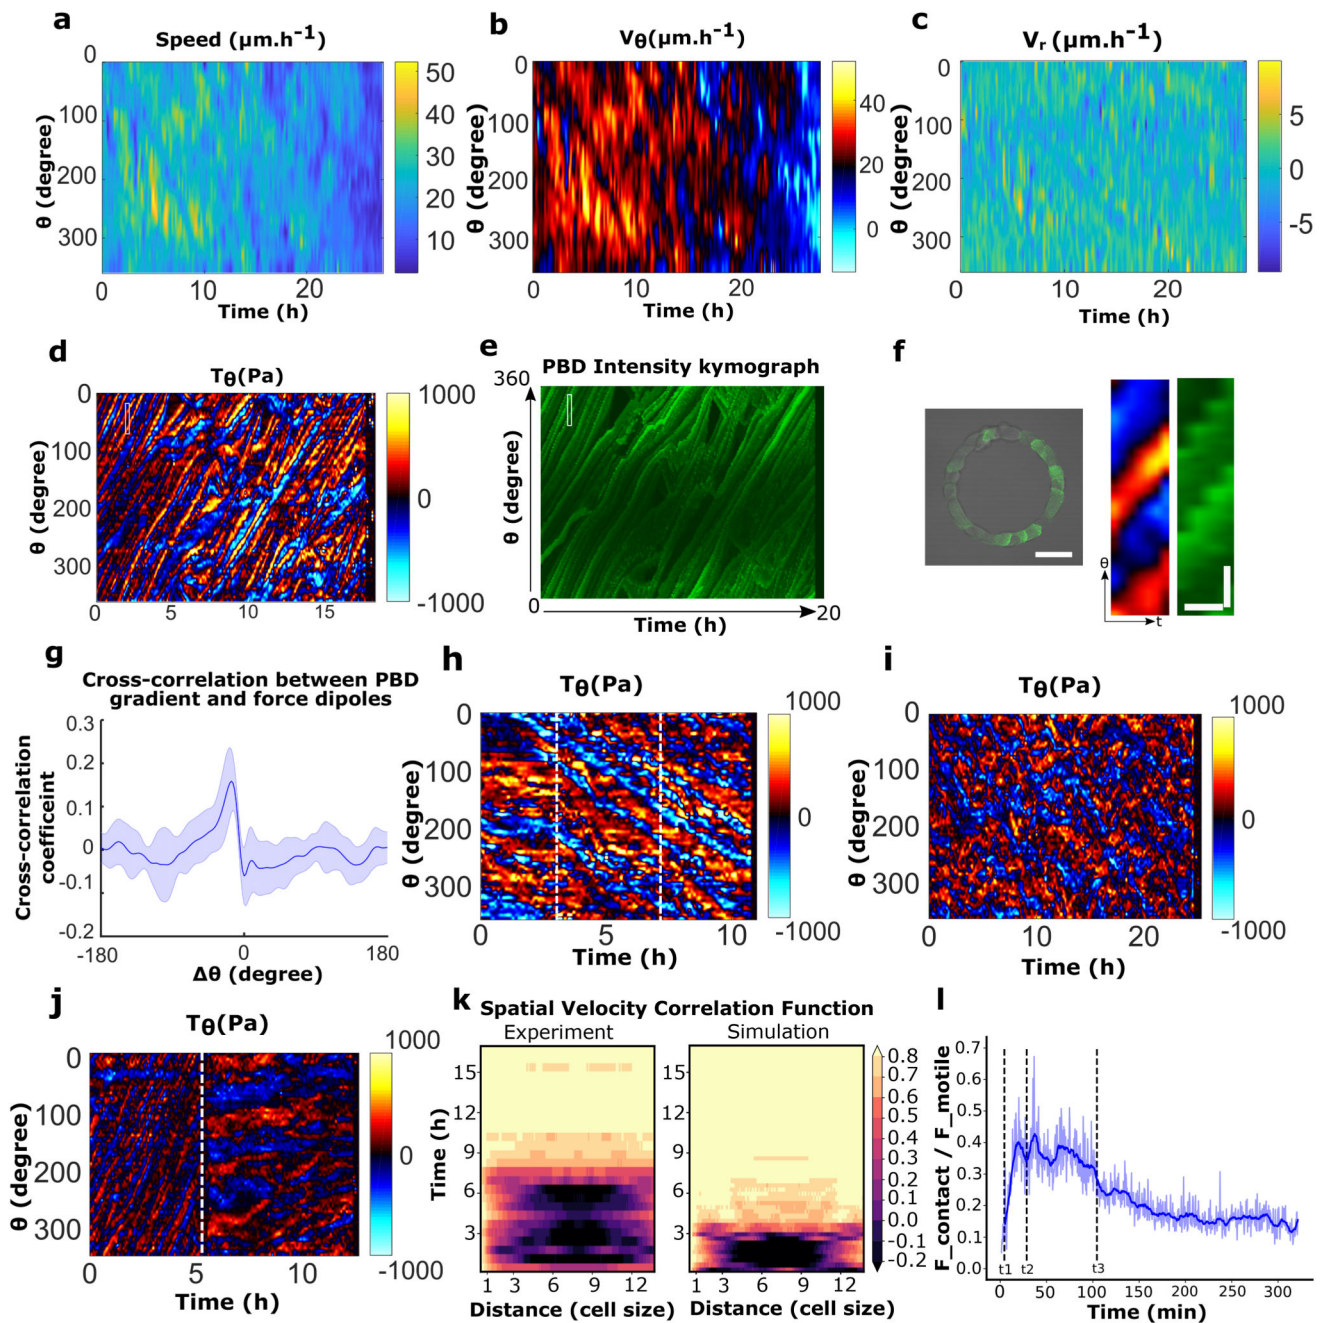 a
Speed (µm.h-1)
0
100
200
300
θ (degree)
0
10
20
Time (h)
50
40
30
20
10
b
Vθ(µm.h-1)
0
100
200
300
θ (degree)
0
10
20
Time (h)
40
20
0
c
Vr (µm.h-1)
0
100
200
300
θ (degree)
0
10
20
Time (h)
5
0
-5
d
Tθ(Pa)
0
100
200
300
θ (degree)
0
5
10
15
1000
0
-1000
e
PBD Intensity kymograph
360
θ (degree)
0
20
Time (h)
f
θ
t
g
Cross-correlation between PBD
gradient and force dipoles
0.3
0.2
0.1
0
-0.1
-0.2
Cross-correlation
coefficeint
-180
0
180
Δθ (degree)
h
Tθ(Pa)
0
100
200
300
θ (degree)
0
5
10
Time (h)
1000
0
-1000
i
Tθ(Pa)
0
100
200
300
θ (degree)
0
10
20
Time (h)
1000
0
-1000
j
Tθ(Pa)
0
100
200
300
θ (degree)
0
5
10
Time (h)
1000
0
-1000
k
Spatial Velocity Correlation Function
Experiment
Simulation
15
12
9
6
3
Time (h)
1
3
6
9
12
Distance (cell size)
15
12
9
6
3
1
3
6
9
12
Distance (cell size)
0.8
0.7
0.6
0.5
0.4
0.3
0.2
0.1
0.0
-0.1
-0.2
l
0.7
0.6
0.5
0.4
0.3
0.2
0.1
0.0
F_contact / F_motile
t1
t2
t3
0
50
100
150
200
250
300
Time (min)